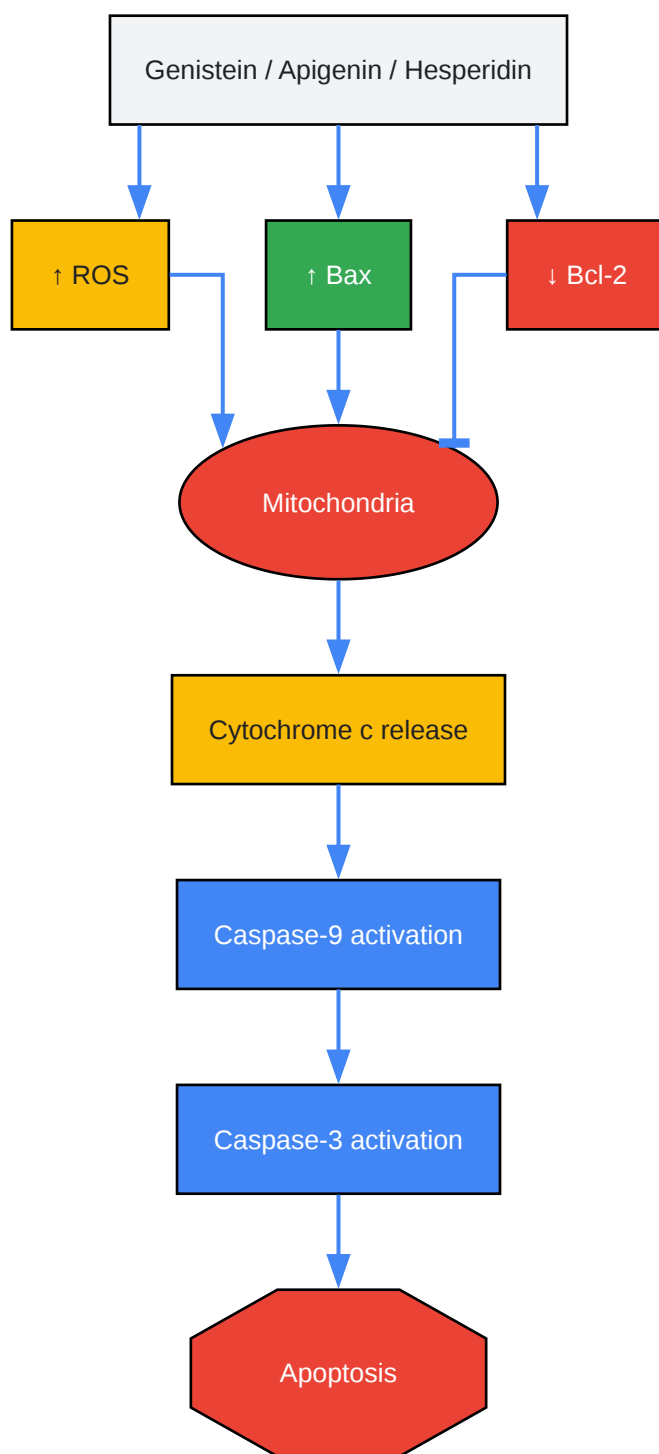 Genistein / Apigenin / Hesperidin
↑ ROS
↑ Bax
↓ Bcl-2
Mitochondria
Cytochrome c release
Caspase-9 activation
Caspase-3 activation
Apoptosis